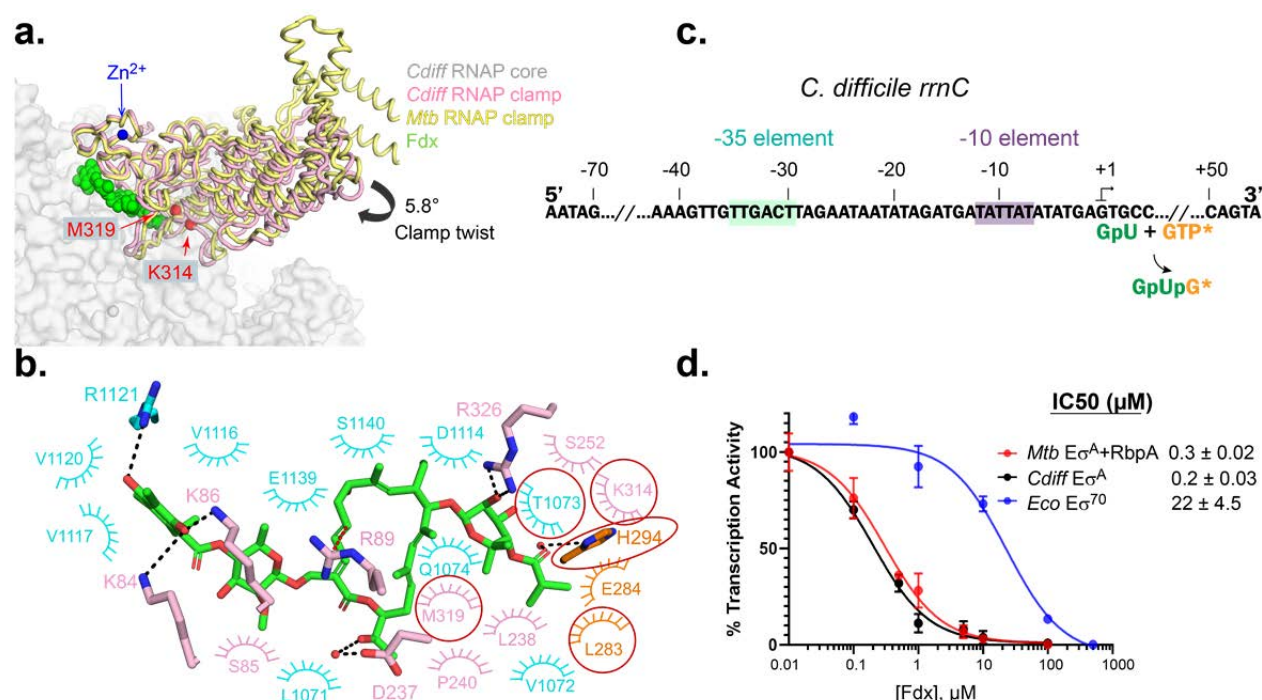 a.
Zn2+
Cdiff RNAP core
Cdiff RNAP clamp
Mtb RNAP clamp
Fdx
5.8°
Clamp twist
M319
K314
b.
R1121
V1120
V1116
V1117
K86
K84
S85
E1139
S1140
R89
D1114
R326
S252
K314
T1073
H294
Q1074
E284
M319
L238
L283
L1071
D237
P240
V1072
c.
C. difficile rrnC
-35 element
-10 element
-70
-40
-30
-20
-10
+1
+50
5'
3'
AATAG...//...AAAGTTGTTGACTTAGAATAATATAGATGATATTATATATGAGTGCC...//...CAGTA
GpU + GTP*
GpUpG*
d.
IC50 (µM)
Mtb EσA+RbpA 0.3 ± 0.02
Cdiff EσA 0.2 ± 0.03
Eco Eσ70 22 ± 4.5
% Transcription Activity
100
50
0
0.01
0.1
1
10
100
1000
[Fdx], µM